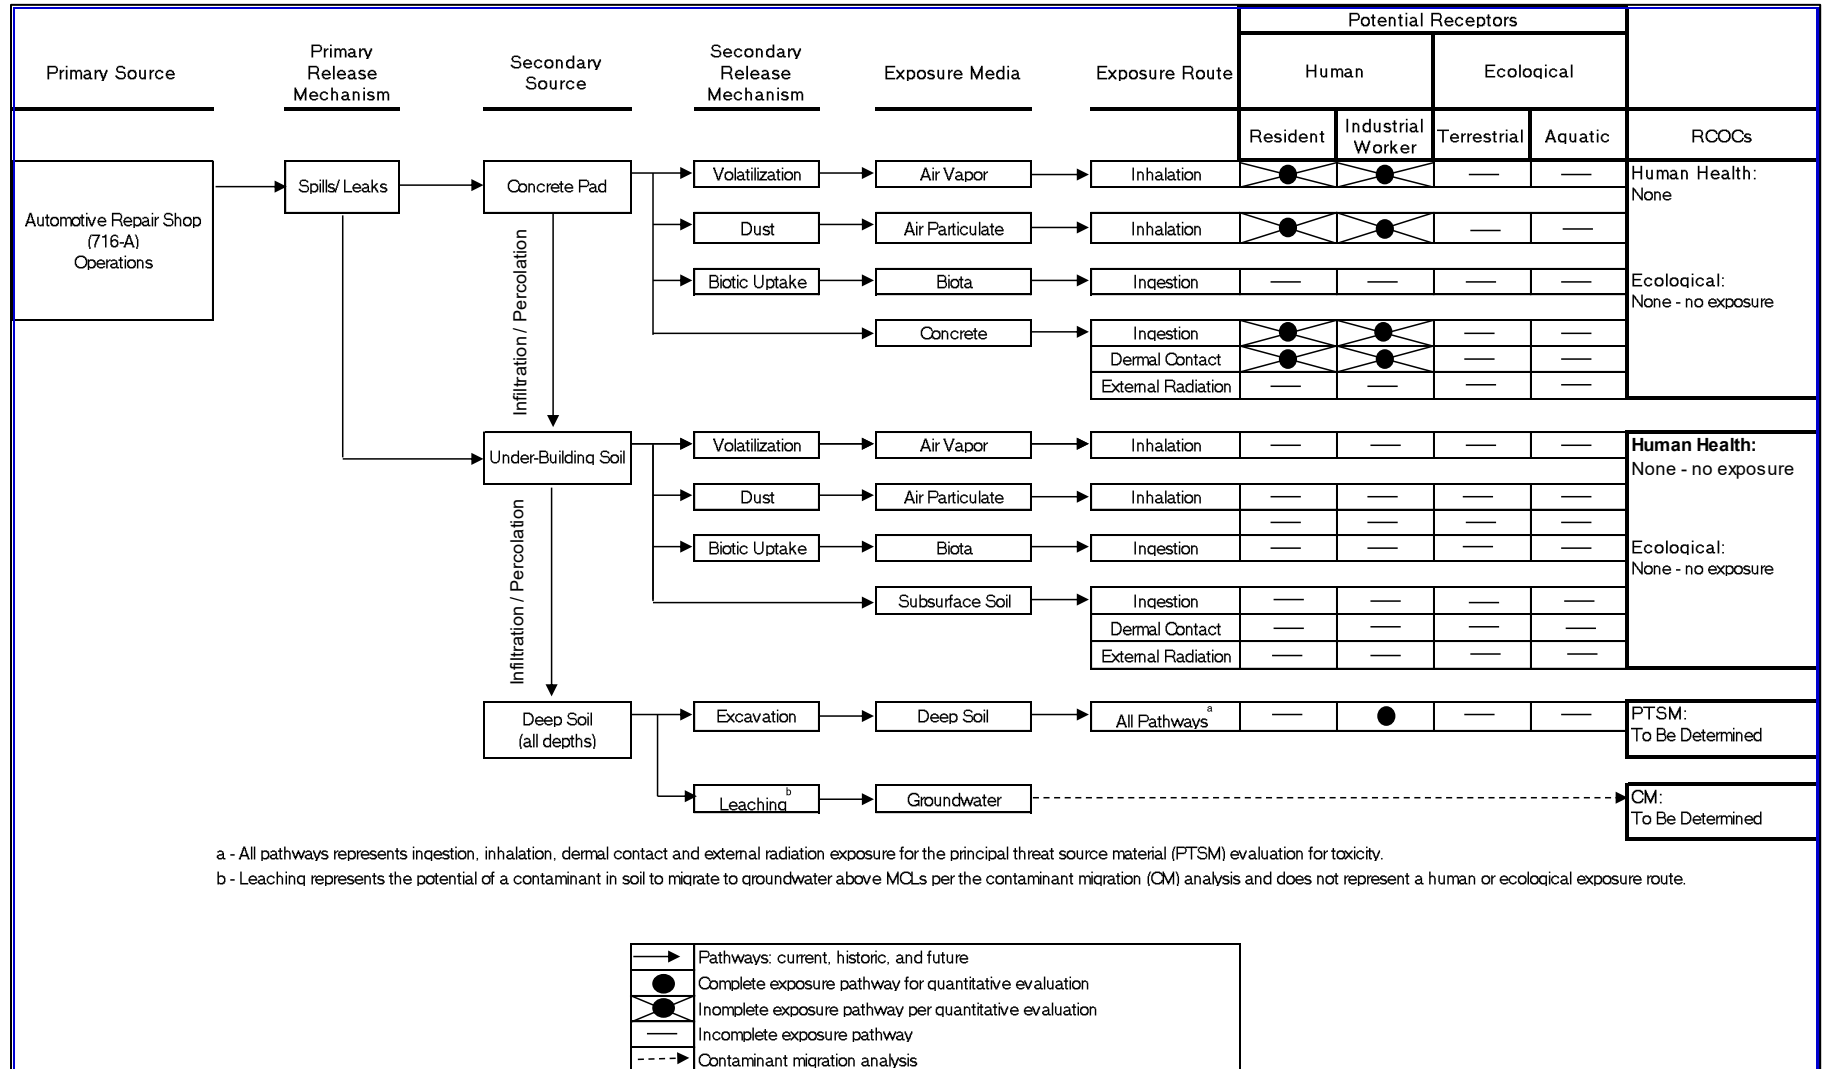 Potential Receptors
Primary Source
Primary
Release
Mechanism
Secondary
Source
Secondary
Release
Mechanism
Exposure Media
Exposure Route
Human
Ecological
Resident
Industrial
Worker
Terrestrial
Aquatic
RCOCs
Automotive Repair Shop
(716-A)
Operations
Spills/ Leaks
Concrete Pad
Volatilization
Air Vapor
Inhalation
Human Health:
None
Dust
Air Particulate
Inhalation
Biotic Uptake
Biota
Ingestion
Ecological:
None - no exposure
Concrete
Ingestion
Dermal Contact
External Radiation
Infiltration / Percolation
Under-Building Soil
Volatilization
Air Vapor
Inhalation
Human Health:
None - no exposure
Dust
Air Particulate
Inhalation
Biotic Uptake
Biota
Ingestion
Ecological:
None - no exposure
Subsurface Soil
Ingestion
Dermal Contact
External Radiation
Infiltration / Percolation
Deep Soil
(all depths)
Excavation
Deep Soil
All Pathways a
PTSM:
To Be Determined
Leaching b
Groundwater
CM:
To Be Determined
a - All pathways represents ingestion, inhalation, dermal contact and external radiation exposure for the principal threat source material (PTSM) evaluation for toxicity.
b - Leaching represents the potential of a contaminant in soil to migrate to groundwater above MCLs per the contaminant migration (CM) analysis and does not represent a human or ecological exposure route.
Pathways: current, historic, and future
Complete exposure pathway for quantitative evaluation
Inomplete exposure pathway per quantitative evaluation
Incomplete exposure pathway
Contaminant migration analysis